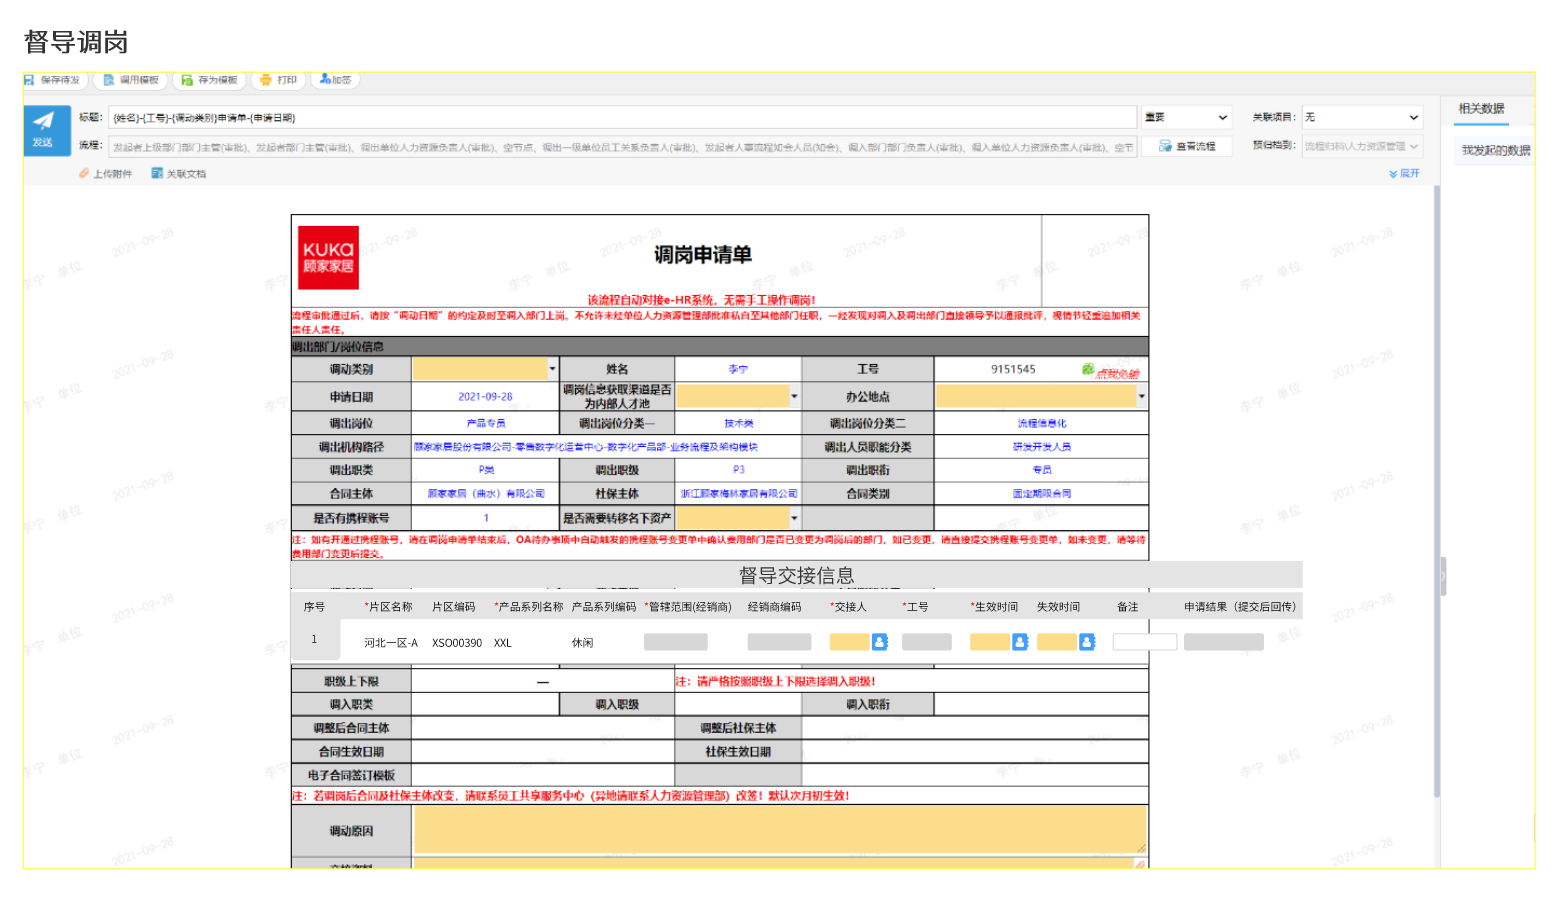 督导调岗
保存待发 调用模板 存为模板 打印 加签
发送
标题: {姓名}-{工号}-{调动类别}申请单-{申请日期} 重要 关联项目: 无
流程: 发起者上级部门部门主管(审批)、发起者部门主管(审批)、调出单位人力资源负责人(审批)、空节点、调出一级单位员工关系负责人(审批)、发起者人事流程知会人员(知会)、调入部门部门负责人(审批)、调入单位人力资源负责人(审批)、空节 查看流程 预归档到: 流程归档\人力资源管理
上传附件 关联文档 展开
相关数据
我发起的数据
KUKa
顾家家居
调岗申请单
该流程自动对接e-HR系统，无需手工操作调岗!
流程审批通过后，请按“调动日期”的约定及时至调入部门上岗。不允许未经单位人力资源管理部批准私自至其他部门任职，一经发现对调入及调出部门直接领导予以通报批评，视情节轻重追加相关
责任人责任。
调出部门/岗位信息
调动类别 姓名 李宁 工号 9151545 点我必输
申请日期 2021-09-28 调岗信息获取渠道是否为内部人才池 办公地点
调出岗位 产品专员 调出岗位分类一 技术类 调出岗位分类二 流程信息化
调出机构路径 顾家家居股份有限公司-零售数字化运营中心-数字化产品部-业务流程及架构模块 调出人员职能分类 研发开发人员
调出职类 P类 调出职级 P3 调出职衔 专员
合同主体 顾家家居（曲水）有限公司 社保主体 浙江顾家梅林家居有限公司 合同类别 固定期限合同
是否有携程账号 1 是否需要转移名下资产
注：如有开通过携程账号，请在调岗申请单结束后，OA待办事项中自动触发的携程账号变更单中确认费用部门是否已变更为调岗后的部门，如已变更，请直接提交携程账号变更单，如未变更，请等待
费用部门变更后提交。
督导交接信息
序号 *片区名称 片区编码 *产品系列名称 产品系列编码 *管辖范围(经销商) 经销商编码 *交接人 *工号 *生效时间 失效时间 备注 申请结果（提交后回传）
1 河北一区-A XSO00390 XXL 休闲
职级上下限 — 注：请严格按照职级上下限选择调入职级!
调入职类 调入职级 调入职衔
调整后合同主体 调整后社保主体
合同生效日期 社保生效日期
电子合同签订模板
注：若调岗后合同及社保主体改变，请联系员工共享服务中心（异地请联系人力资源管理部）改签！默认次月初生效!
调动原因
李宁 单位 2021-09-28